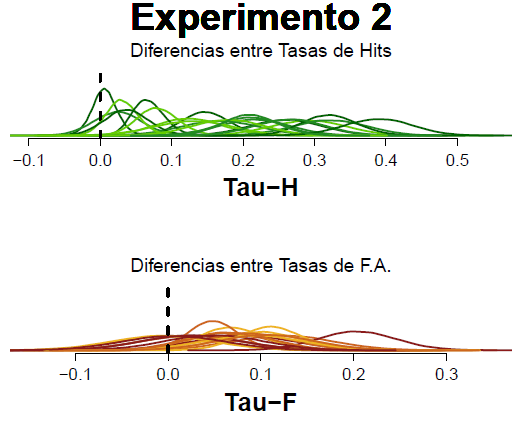 Experimento 2
Diferencias entre Tasas de Hits
−0.1 0.0 0.1 0.2 0.3 0.4 0.5
Tau−H
Diferencias entre Tasas de F.A.
−0.1 0.0 0.1 0.2 0.3
Tau−F